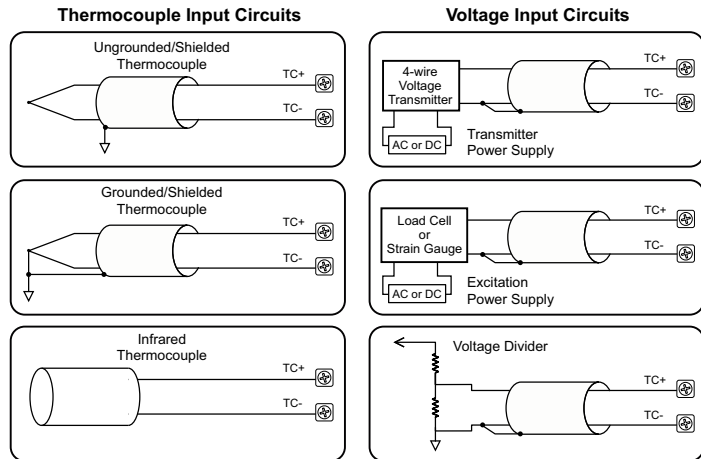 Thermocouple Input Circuits
Ungrounded/Shielded
Thermocouple
TC+
TC-
Grounded/Shielded
Thermocouple
TC+
TC-
Infrared
Thermocouple
TC+
TC-
Voltage Input Circuits
4-wire
Voltage
Transmitter
TC+
TC-
AC or DC
Transmitter
Power Supply
Load Cell
or
Strain Gauge
TC+
TC-
AC or DC
Excitation
Power Supply
Voltage Divider
TC+
TC-